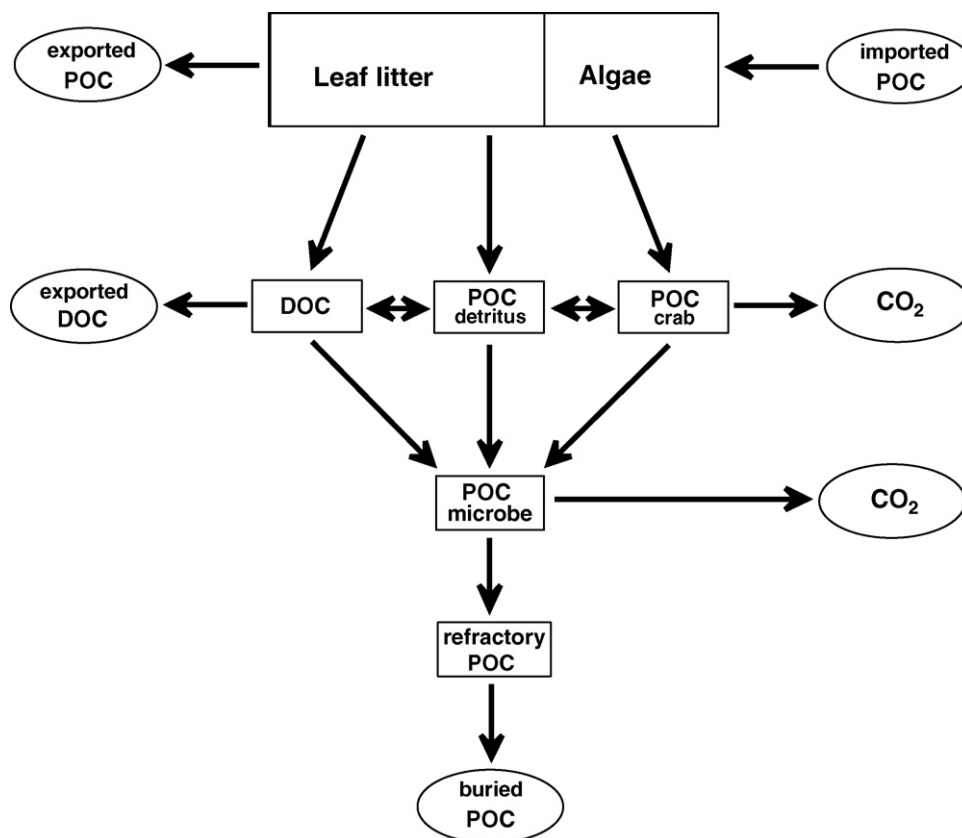 exported
POC
Leaf litter
Algae
imported
POC
exported
DOC
DOC
POC
detritus
POC
crab
CO₂
POC
microbe
CO₂
refractory
POC
buried
POC